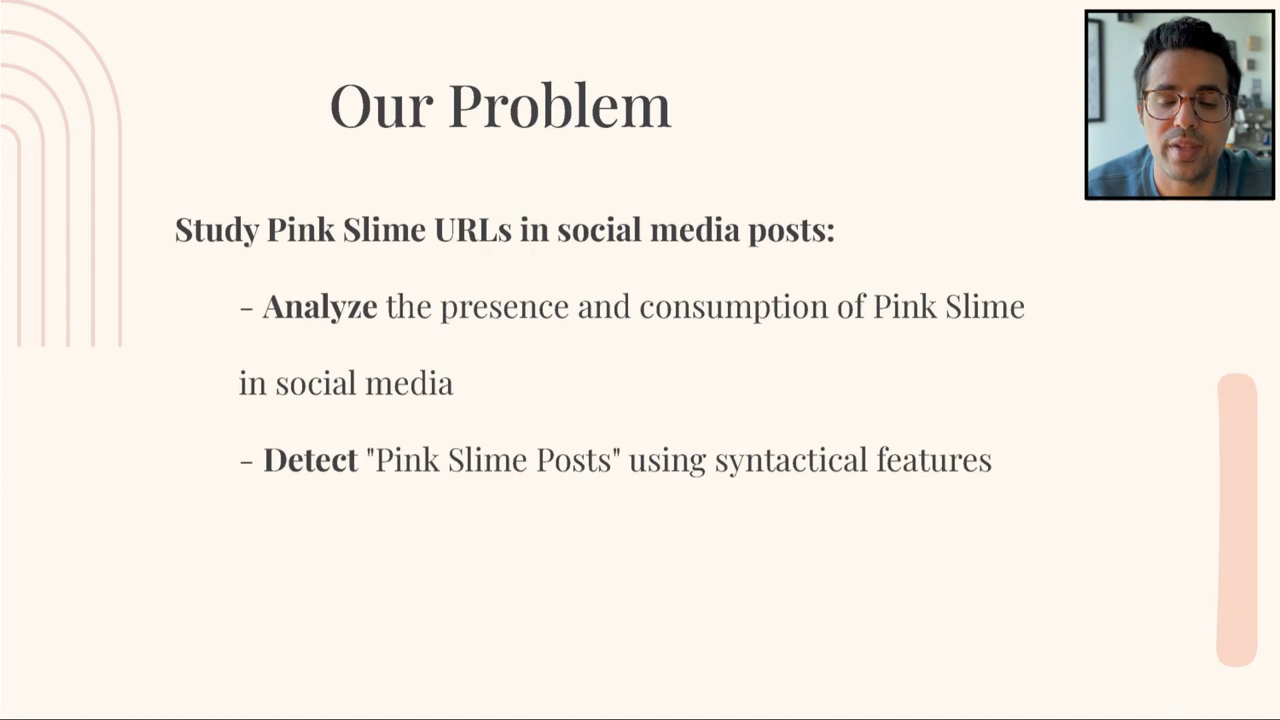 Our Problem
Study Pink Slime URLs in social media posts:
- Analyze the presence and consumption of Pink Slime
in social media
- Detect "Pink Slime Posts" using syntactical features